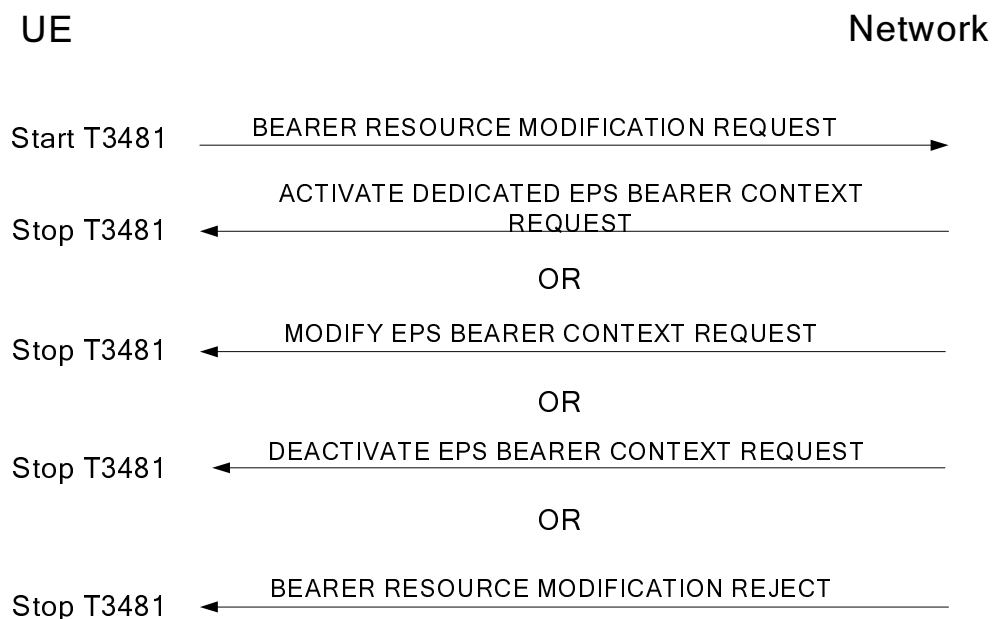 UE Network
Start T3481 BEARER RESOURCE MODIFICATION REQUEST
ACTIVATE DEDICATED EPS BEARER CONTEXT
Stop T3481 REQUEST
OR
Stop T3481 MODIFY EPS BEARER CONTEXT REQUEST
OR
Stop T3481 DEACTIVATE EPS BEARER CONTEXT REQUEST
OR
Stop T3481 BEARER RESOURCE MODIFICATION REJECT